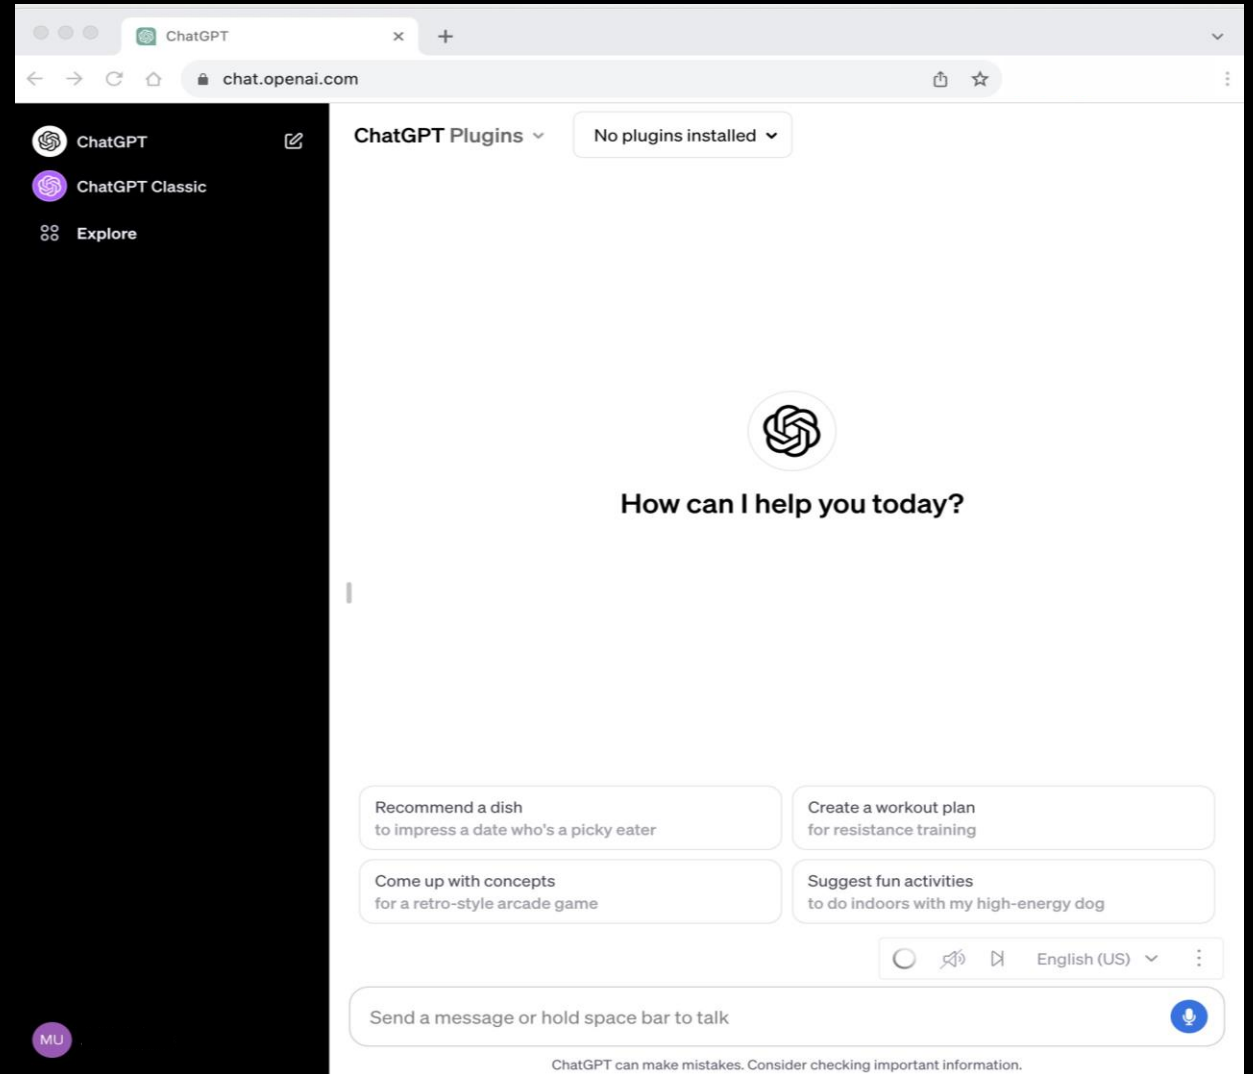 ChatGPT
chat.openai.com
ChatGPT
ChatGPT Classic
Explore
MU
ChatGPT Plugins
No plugins installed
How can I help you today?
Recommend a dish
to impress a date who's a picky eater
Create a workout plan
for resistance training
Come up with concepts
for a retro-style arcade game
Suggest fun activities
to do indoors with my high-energy dog
English (US)
Send a message or hold space bar to talk
ChatGPT can make mistakes. Consider checking important information.